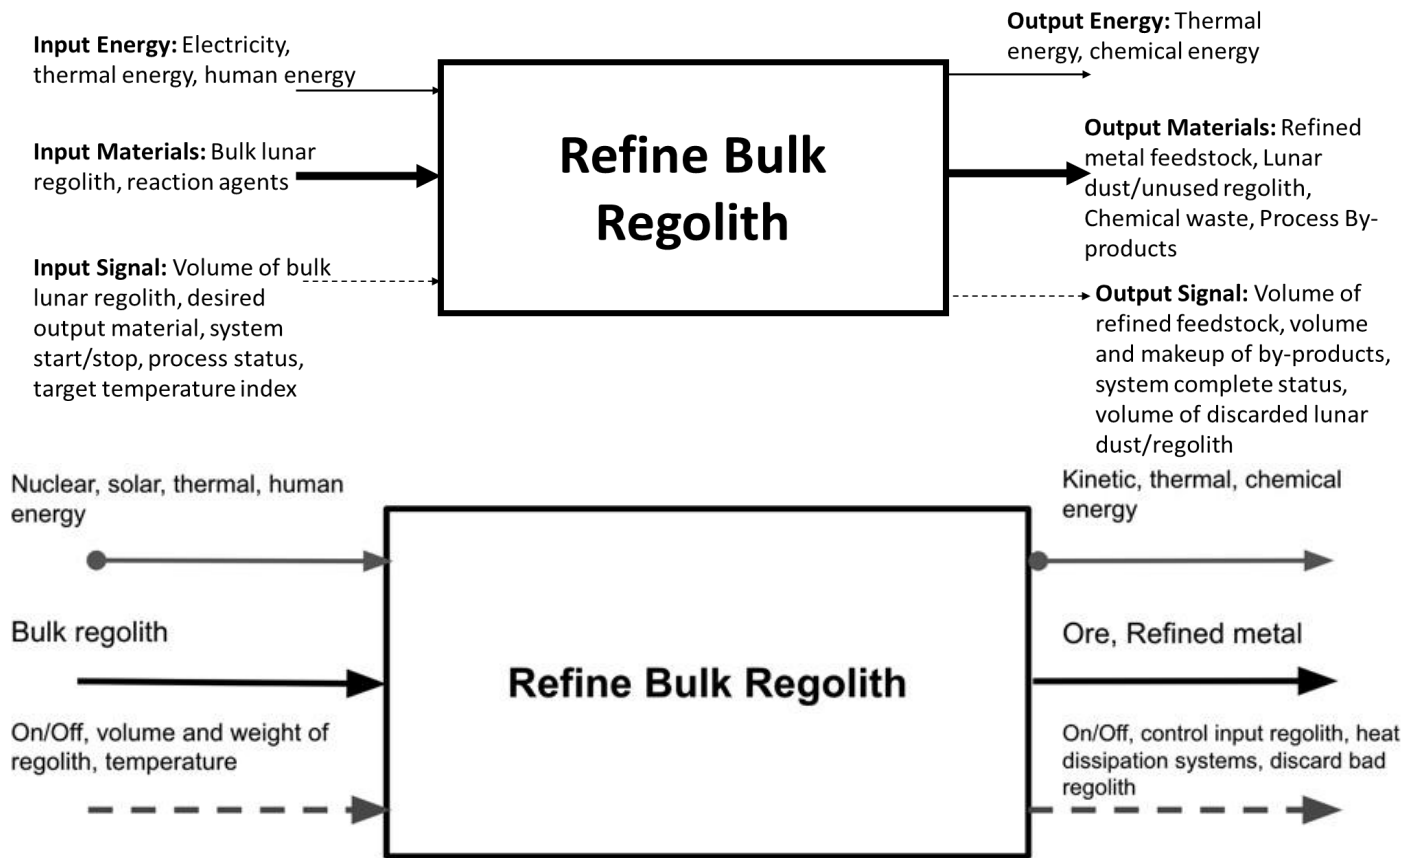 Input Energy: Electricity,
thermal energy, human energy
Output Energy: Thermal
energy, chemical energy
Refine Bulk
Regolith
Input Materials: Bulk lunar
regolith, reaction agents
Output Materials: Refined
metal feedstock, Lunar
dust/unused regolith,
Chemical waste, Process By-
products
Input Signal: Volume of bulk
lunar regolith, desired
output material, system
start/stop, process status,
target temperature index
Output Signal: Volume of
refined feedstock, volume
and makeup of by-products,
system complete status,
volume of discarded lunar
dust/regolith
Nuclear, solar, thermal, human
energy
Kinetic, thermal, chemical
energy
Bulk regolith
Refine Bulk Regolith
Ore, Refined metal
On/Off, volume and weight of
regolith, temperature
On/Off, control input regolith, heat
dissipation systems, discard bad
regolith